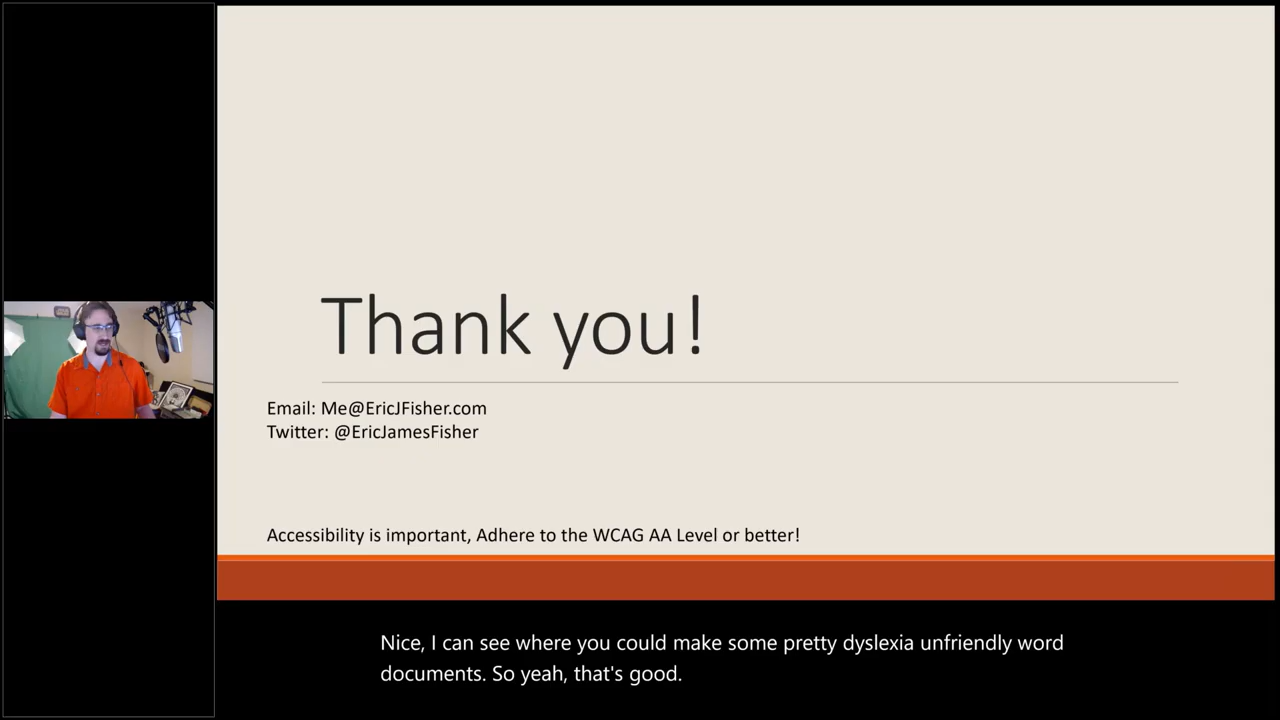 Thank you!
Email: Me@EricJFisher.com
Twitter: @EricJamesFisher
Accessibility is important, Adhere to the WCAG AA Level or better!
Nice, I can see where you could make some pretty dyslexia unfriendly word
documents. So yeah, that's good.